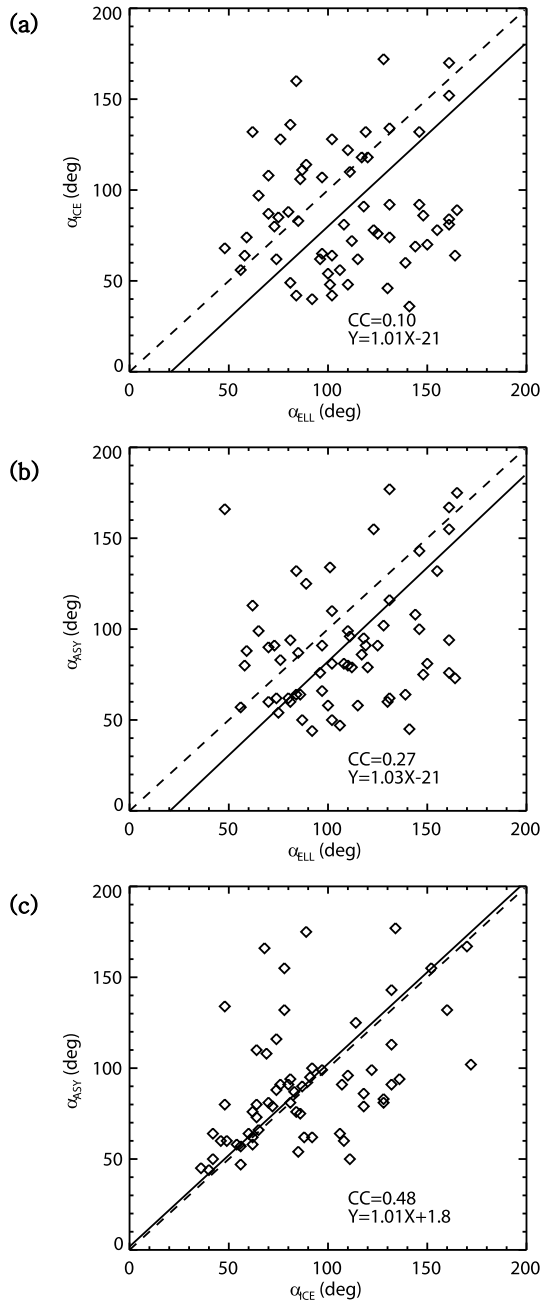 (a)
200
150
100
50
0
α_ICE (deg)
50
100
150
200
α_ELL (deg)
CC=0.10
Y=1.01X-21
(b)
200
150
100
50
0
α_ASY (deg)
0
50
100
150
200
α_ELL (deg)
CC=0.27
Y=1.03X-21
(c)
200
150
100
50
0
α_ASY (deg)
0
50
100
150
200
α_ICE (deg)
CC=0.48
Y=1.01X+1.8